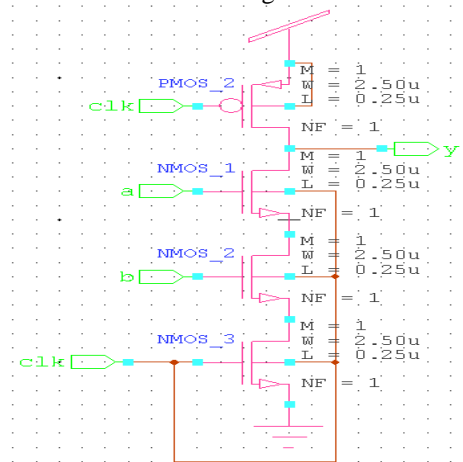 M = 1
PMOS_2
W = 2.50u
clk
L = 0.25u
NF = 1
y
M = 1
NMOS_1
W = 2.50u
a
L = 0.25u
NF = 1
M = 1
NMOS_2
W = 2.50u
b
L = 0.25u
NF = 1
M = 1
NMOS_3
W = 2.50u
clk
L = 0.25u
NF = 1